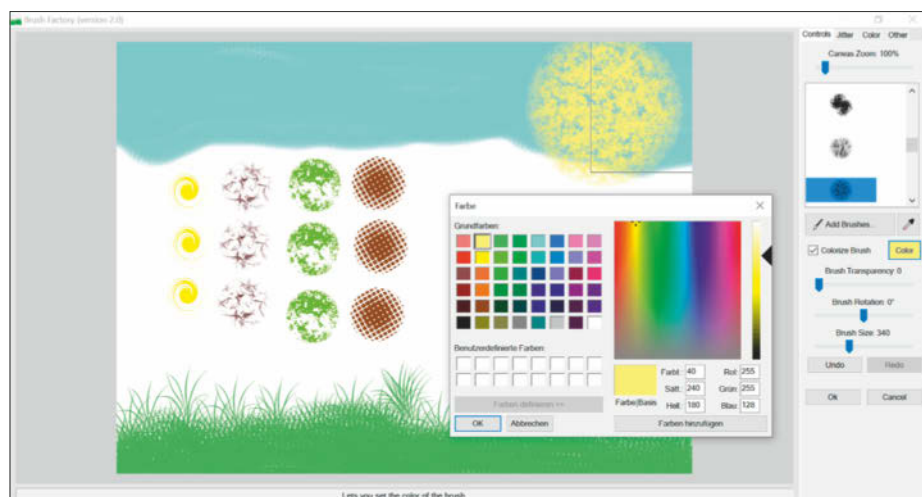 Brush Factory (version 2.0)
Controls Jitter Color Other
Canvas Zoom: 100%
Add Brushes...
Colorize Brush Color
Brush Transparency: 0
Brush Rotation: 0°
Brush Size: 340
Undo Redo
Ok Cancel
Farbe
Grundfarben:
Benutzerdefinierte Farben:
Farben definieren >>
OK Abbrechen
Farbe|Basis
Farbt.: 40 Rot: 255
Sätt.: 240 Grün: 255
Hell.: 180 Blau: 128
Farben hinzufügen
Lets you set the color of the brush